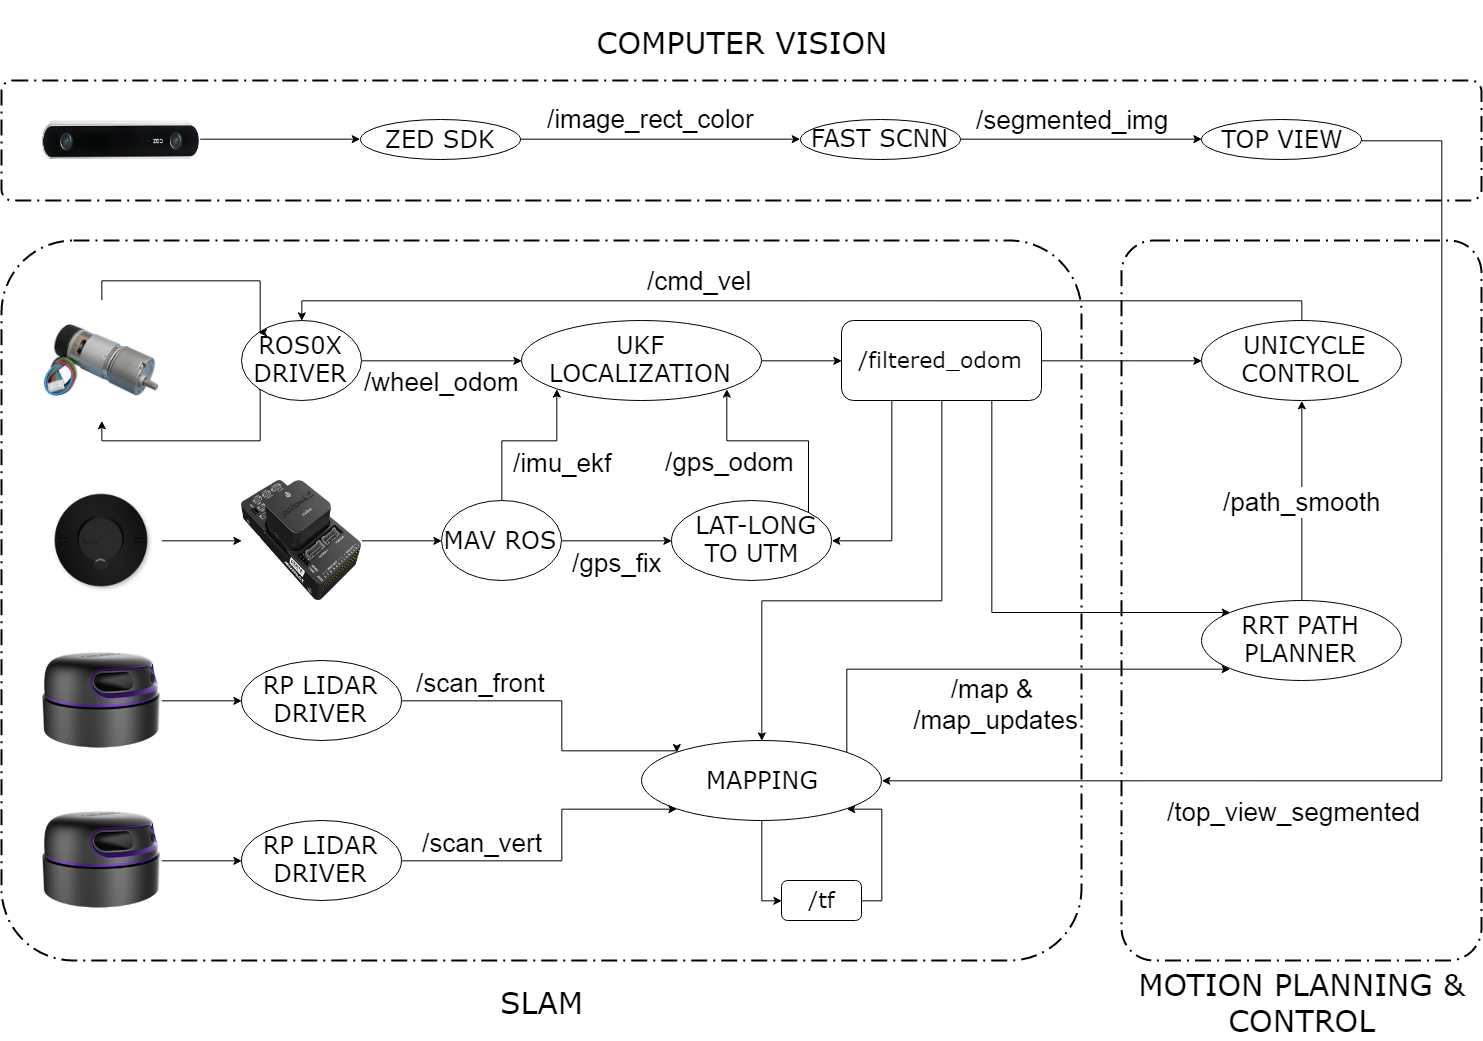 COMPUTER VISION
ZED SDK
/image_rect_color
FAST SCNN
/segmented_img
TOP VIEW
/cmd_vel
ROS0X
DRIVER
/wheel_odom
UKF
LOCALIZATION
/filtered_odom
UNICYCLE
CONTROL
/imu_ekf
/gps_odom
/path_smooth
MAV ROS
/gps_fix
LAT-LONG
TO UTM
RRT PATH
PLANNER
RP LIDAR
DRIVER
/scan_front
/map &
/map_updates
MAPPING
/top_view_segmented
RP LIDAR
DRIVER
/scan_vert
/tf
SLAM
MOTION PLANNING &
CONTROL